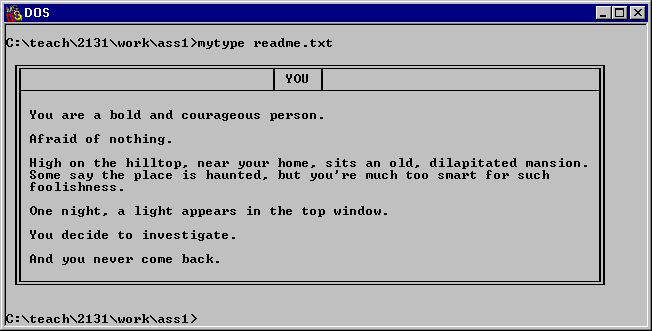 DOS
C:\teach\2131\work\ass1>mytype readme.txt
YOU
You are a bold and courageous person.
Afraid of nothing.
High on the hilltop, near your home, sits an old, dilapitated mansion.
Some say the place is haunted, but you're much too smart for such
foolishness.
One night, a light appears in the top window.
You decide to investigate.
And you never come back.
C:\teach\2131\work\ass1>